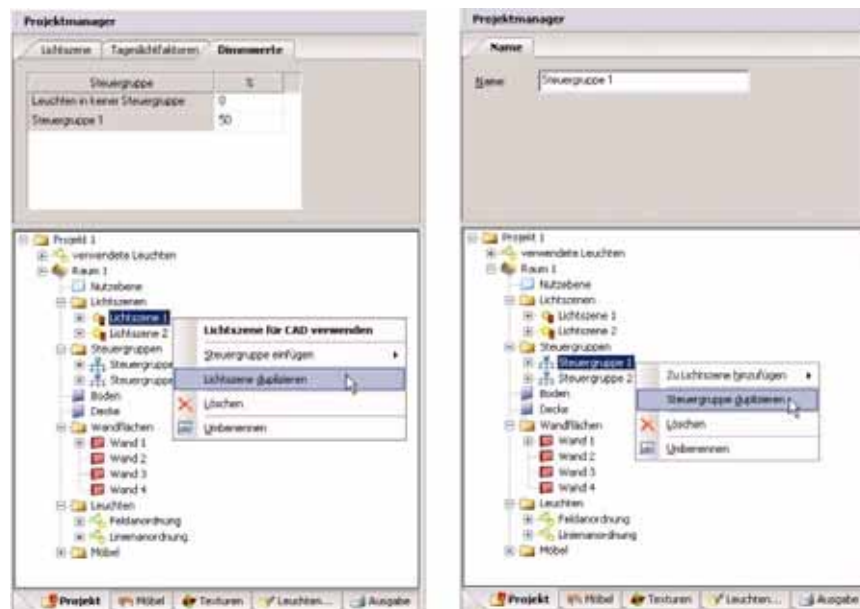 Projektmanager
Lichtszene Tageslichtfaktoren Dimmwerte
Steuergruppe %
Leuchten in keiner Steuergruppe 0
Steuergruppe 1 50
Projekt 1
verwendete Leuchten
Raum 1
Nutzebene
Lichtszenen
Lichtszene 1
Lichtszene 2
Steuergruppen
Steuergruppe
Steuergruppe
Boden
Decke
Wandflächen
Wand 1
Wand 2
Wand 3
Wand 4
Leuchten
Feldanordnung
Linienanordnung
Möbel
Lichtszene für CAD verwenden
Steuergruppe einfügen
Lichtszene duplizieren
Löschen
Umbenennen
Projekt Möbel Texturen Leuchten... Ausgabe
Projektmanager
Name
Name Steuergruppe 1
Projekt 1
verwendete Leuchten
Raum 1
Nutzebene
Lichtszenen
Lichtszene 1
Lichtszene 2
Steuergruppen
Steuergruppe 1
Steuergruppe 2
Boden
Decke
Wandflächen
Wand 1
Wand 2
Wand 3
Wand 4
Leuchten
Feldanordnung
Linienanordnung
Möbel
Zu Lichtszene hinzufügen
Steuergruppe duplizieren
Löschen
Umbenennen
Projekt Möbel Texturen Leuchten... Ausgabe